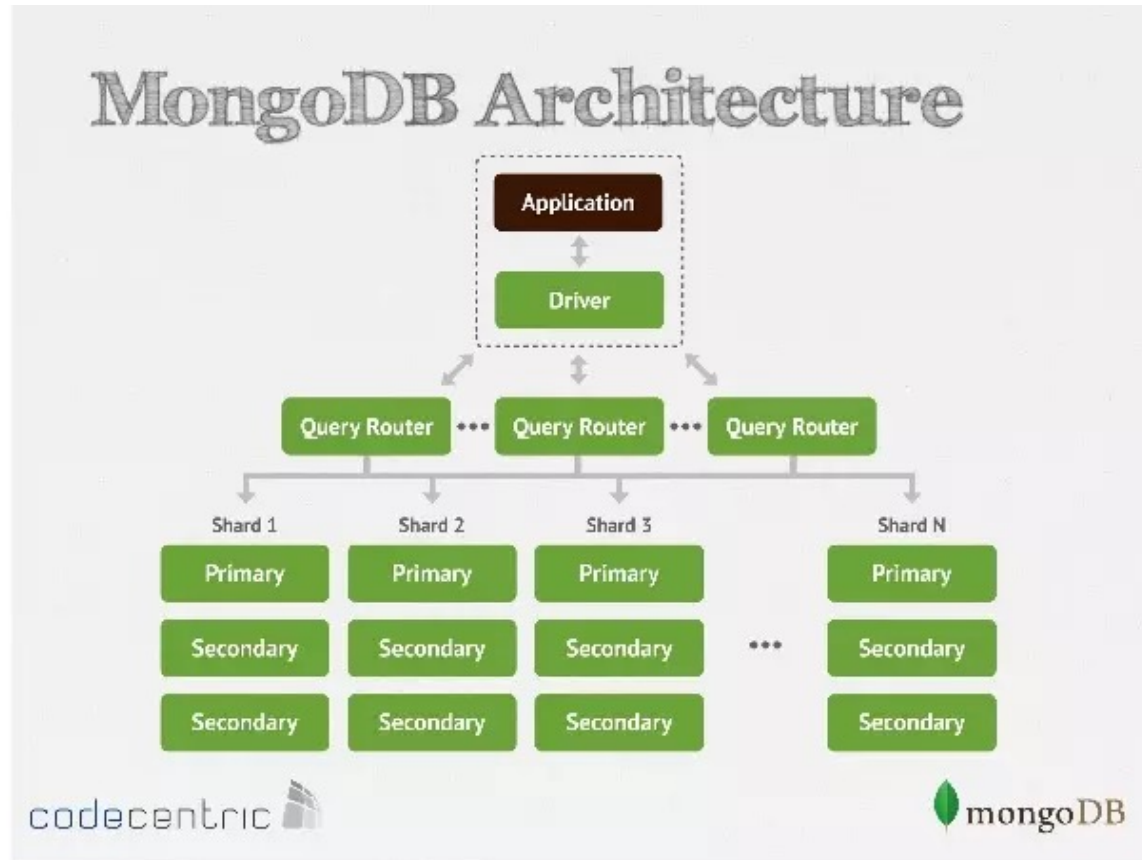 MongoDB Architecture
Application
Driver
Query Router ••• Query Router ••• Query Router
Shard 1 Shard 2 Shard 3 Shard N
Primary Primary Primary Primary
Secondary Secondary Secondary ••• Secondary
Secondary Secondary Secondary Secondary
codecentric mongoDB